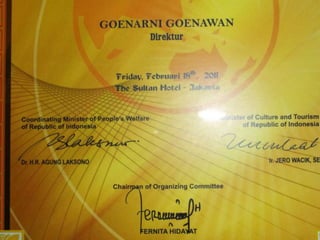 GOENARNI GOENAWAN
Direktur
Friday, Februari 18th, 2011
The Sultan Hotel - Jakarta
Coordinating Minister of People's Welfare
of Republic of Indonesia
Minister of Culture and Tourism
of Republic of Indonesia
Dr. H.R. AGUNG LAKSONO
Ir. JERO WACIK, SE
Chairman of Organizing Committee
FERNITA HIDAYAT